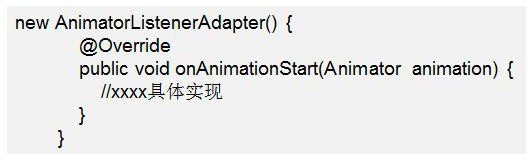 new AnimatorListenerAdapter() {
@Override
public void onAnimationStart(Animator animation) {
//xxxx具体实现
}
}